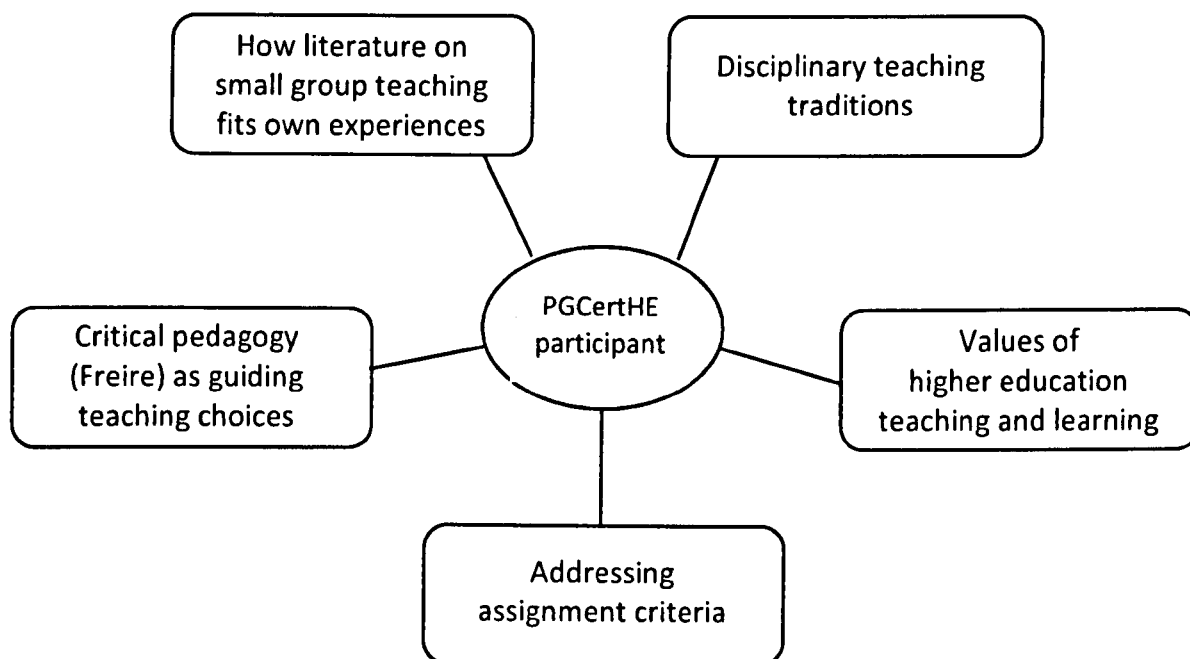 How literature on
small group teaching
fits own experiences
Disciplinary teaching
traditions
PGCertHE
participant
Critical pedagogy
(Freire) as guiding
teaching choices
Values of
higher education
teaching and learning
Addressing
assignment criteria